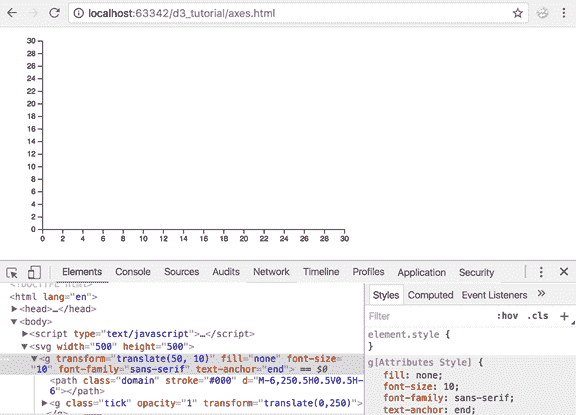 localhost:63342/d3_tutorial/axes.html
30
28
26
24
22
20
18
16
14
12
10
8
6
4
2
0
0 2 4 6 8 10 12 14 16 18 20 22 24 26 28 30
Elements Console Sources Audits Network Timeline Profiles Application Security
<!DOCTYPE html>
<html lang="en">
▶<head>…</head>
▼<body>
▶<script type="text/javascript">…</script>
▼<svg width="500" height="500">
▼<g transform="translate(50, 10)" fill="none" font-size=
"10" font-family="sans-serif" text-anchor="end"> == $0
<path class="domain" stroke="#000" d="M-6,250.5H0.5V0.5H-
6"></path>
▶<g class="tick" opacity="1" transform="translate(0,250)">
…</g>
Styles Computed Event Listeners »
Filter :hov .cls +
element.style {
}
g[Attributes Style] {
fill: none;
font-size: 10;
font-family: sans-serif;
text-anchor: end;